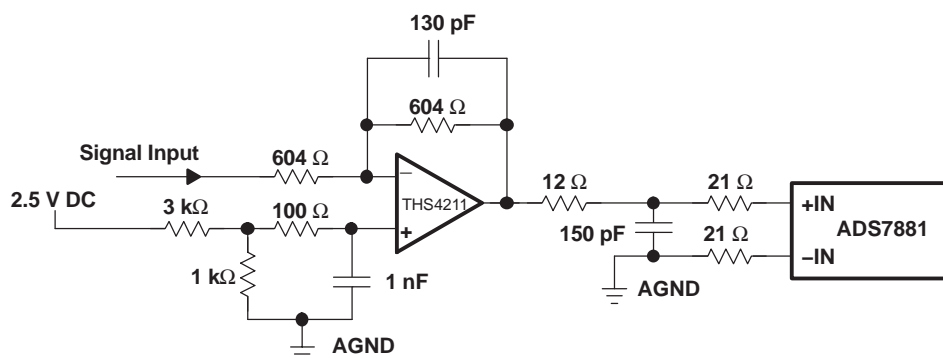 130 pF
604 Ω
Signal Input
604 Ω
−
THS4211
+
2.5 V DC
3 kΩ
100 Ω
1 kΩ
1 nF
AGND
12 Ω
150 pF
21 Ω
21 Ω
AGND
+IN
ADS7881
−IN